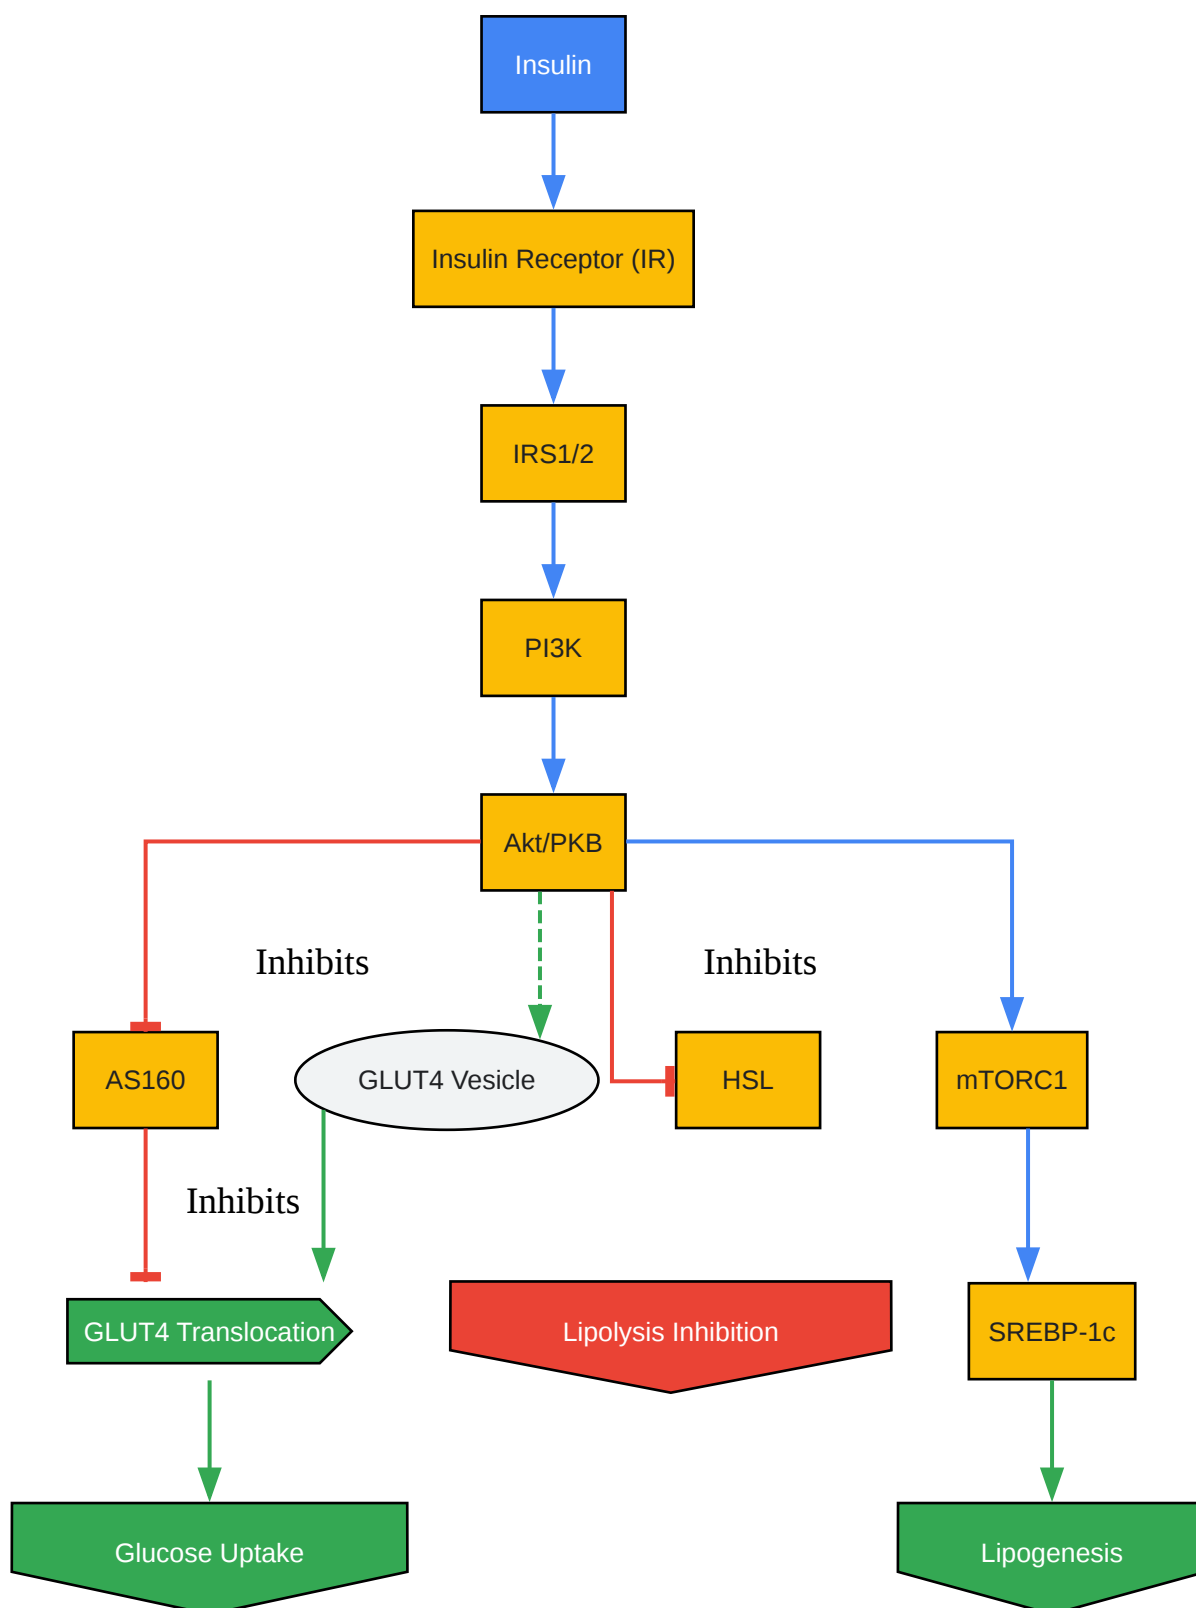 Insulin
Insulin Receptor (IR)
IRS1/2
PI3K
Akt/PKB
Inhibits
Inhibits
AS160
GLUT4 Vesicle
HSL
mTORC1
Inhibits
GLUT4 Translocation
Lipolysis Inhibition
SREBP-1c
Glucose Uptake
Lipogenesis